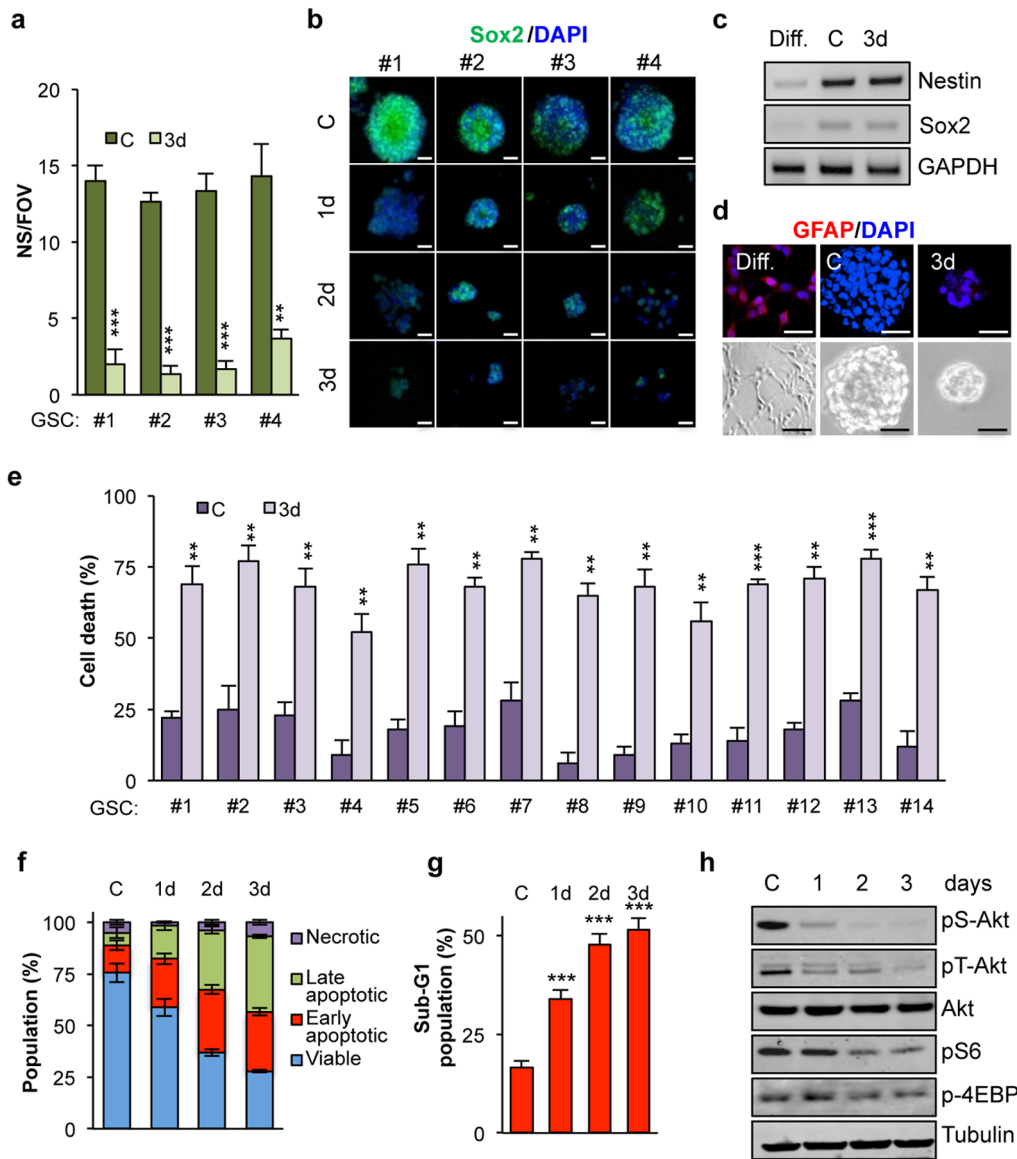 a
20
15
10
5
0
NS/FOV
C 3d
***
***
***
**
GSC: #1 #2 #3 #4
b
Sox2/DAPI
#1 #2 #3 #4
C
1d
2d
3d
c
Diff. C 3d
Nestin
Sox2
GAPDH
d
GFAP/DAPI
Diff. C 3d
e
100
75
50
25
0
Cell death (%)
C 3d
** ** ** ** ** ** ** ** ** ** *** ** *** **
GSC: #1 #2 #3 #4 #5 #6 #7 #8 #9 #10 #11 #12 #13 #14
f
C 1d 2d 3d
100
75
50
25
0
Population (%)
Necrotic
Late
apoptotic
Early
apoptotic
Viable
g
C 1d 2d 3d
*** *** ***
50
25
0
Sub-G1
population (%)
h
C 1 2 3 days
pS-Akt
pT-Akt
Akt
pS6
p-4EBP
Tubulin